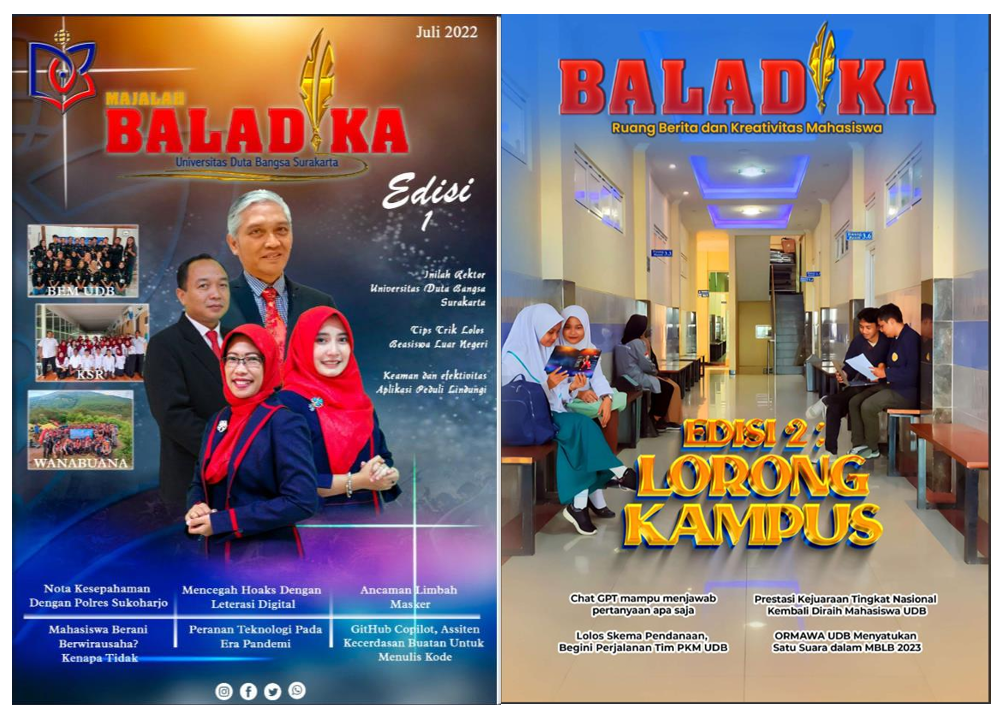 Juli 2022
MAJALAH
BALADIKA
Universitas Duta Bangsa Surakarta
Edisi
1
BEM UDB
KSR
WANABUANA
Inilah Rektor
Universitas Duta Bangsa
Surakarta
Tips Trik Lolos
Beasiswa Luar Negeri
Keaman dan efektivitas
Aplikasi Peduli Lindungi
Nota Kesepahaman
Dengan Polres Sukoharjo
Mencegah Hoaks Dengan
Leterasi Digital
Ancaman Limbah
Masker
Mahasiswa Berani
Berwirausaha?
Kenapa Tidak
Peranan Teknologi Pada
Era Pandemi
GitHub Copilot, Assiten
Kecerdasan Buatan Untuk
Menulis Kode
BALADIKA
Ruang Berita dan Kreativitas Mahasiswa
EDISI 2 :
LORONG
KAMPUS
Chat GPT mampu menjawab
pertanyaan apa saja
Prestasi Kejuaraan Tingkat Nasional
Kembali Diraih Mahasiswa UDB
Lolos Skema Pendanaan,
Begini Perjalanan Tim PKM UDB
ORMAWA UDB Menyatukan
Satu Suara dalam MBLB 2023